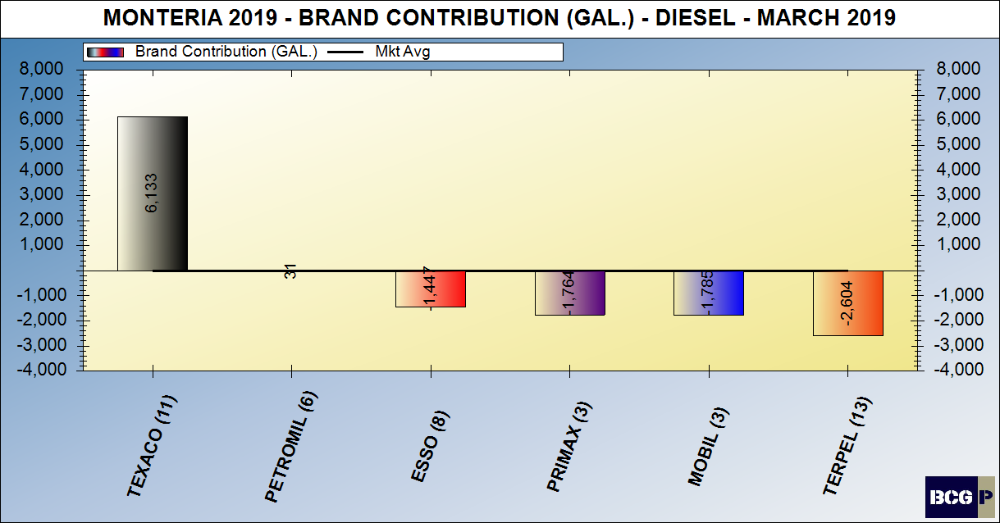 MONTERIA 2019 - BRAND CONTRIBUTION (GAL.) - DIESEL - MARCH 2019
Brand Contribution (GAL.) Mkt Avg
8,000 8,000
7,000 7,000
6,000 6,000
5,000 5,000
4,000 4,000
3,000 3,000
2,000 2,000
1,000 1,000
-1,000 -1,000
-2,000 -2,000
-3,000 -3,000
-4,000 -4,000
6,133
31
-1,447
-1,764
-1,785
-2,604
TEXACO (11)
PETROMIL (6)
ESSO (8)
PRIMAX (3)
MOBIL (3)
TERPEL (13)
BCG P